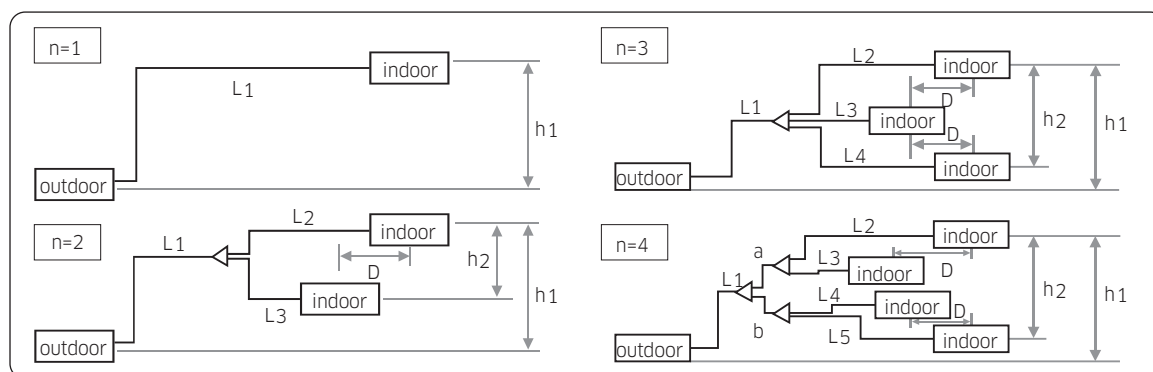 n=1
indoor
L1
h1
outdoor
n=2
L2
indoor
L1
D
h2
h1
indoor
L3
outdoor
n=3
L2
indoor
D
L1
L3
indoor
h2
h1
D
L4
indoor
outdoor
n=4
L2
indoor
a
L3
D
indoor
L1
h2
h1
L4
indoor
D
b
L5
indoor
outdoor